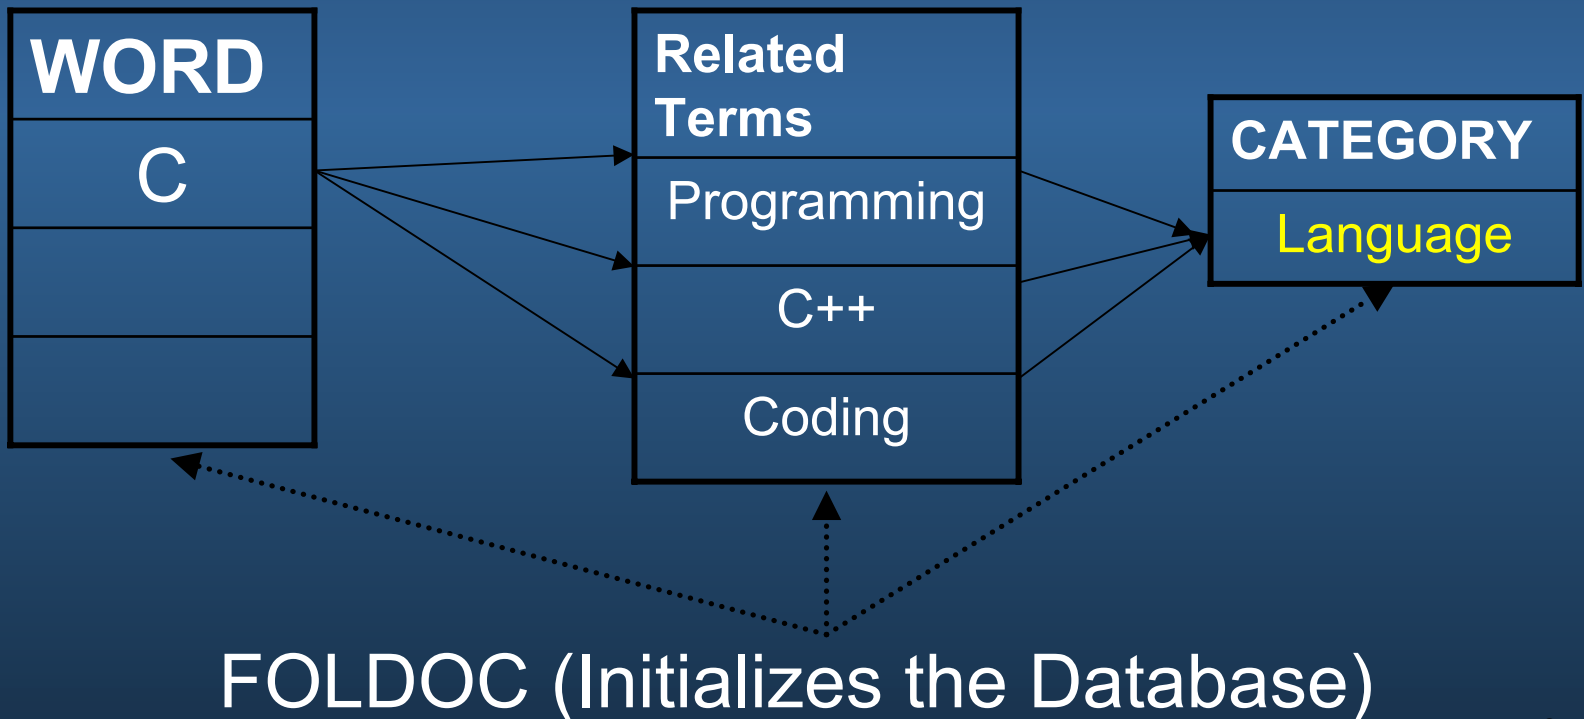 WORD
C
Related
Terms
Programming
C++
Coding
CATEGORY
Language
FOLDOC (Initializes the Database)